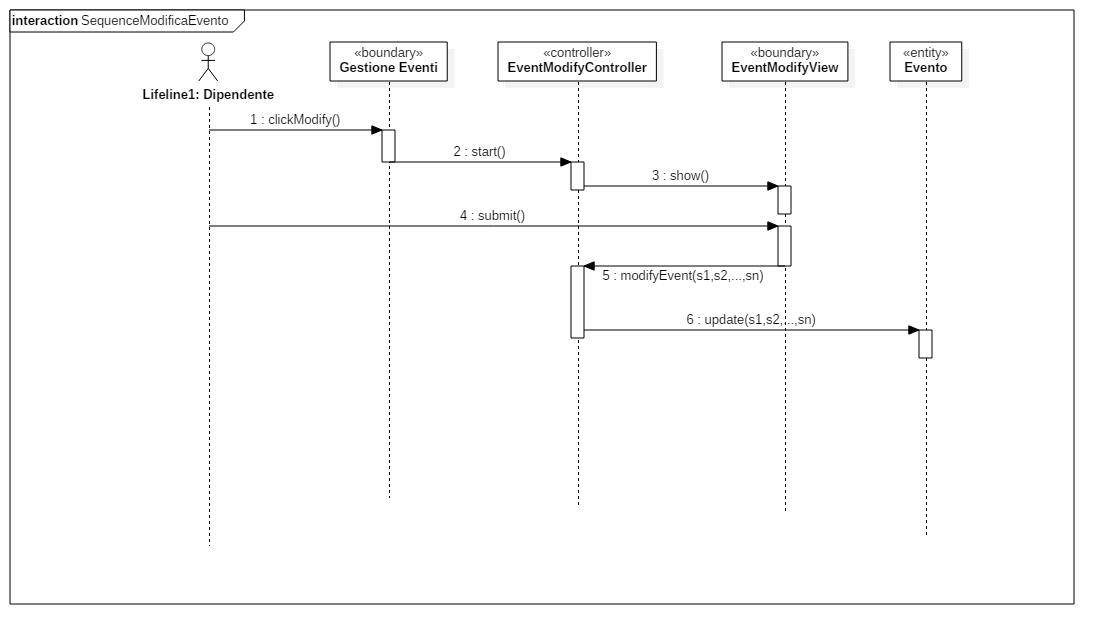 interaction SequenceModificaEvento
«boundary»
Gestione Eventi
«controller»
EventModifyController
«boundary»
EventModifyView
«entity»
Evento
Lifeline1: Dipendente
1 : clickModify()
2 : start()
3 : show()
4 : submit()
5 : modifyEvent(s1,s2,...,sn)
6 : update(s1,s2,...,sn)